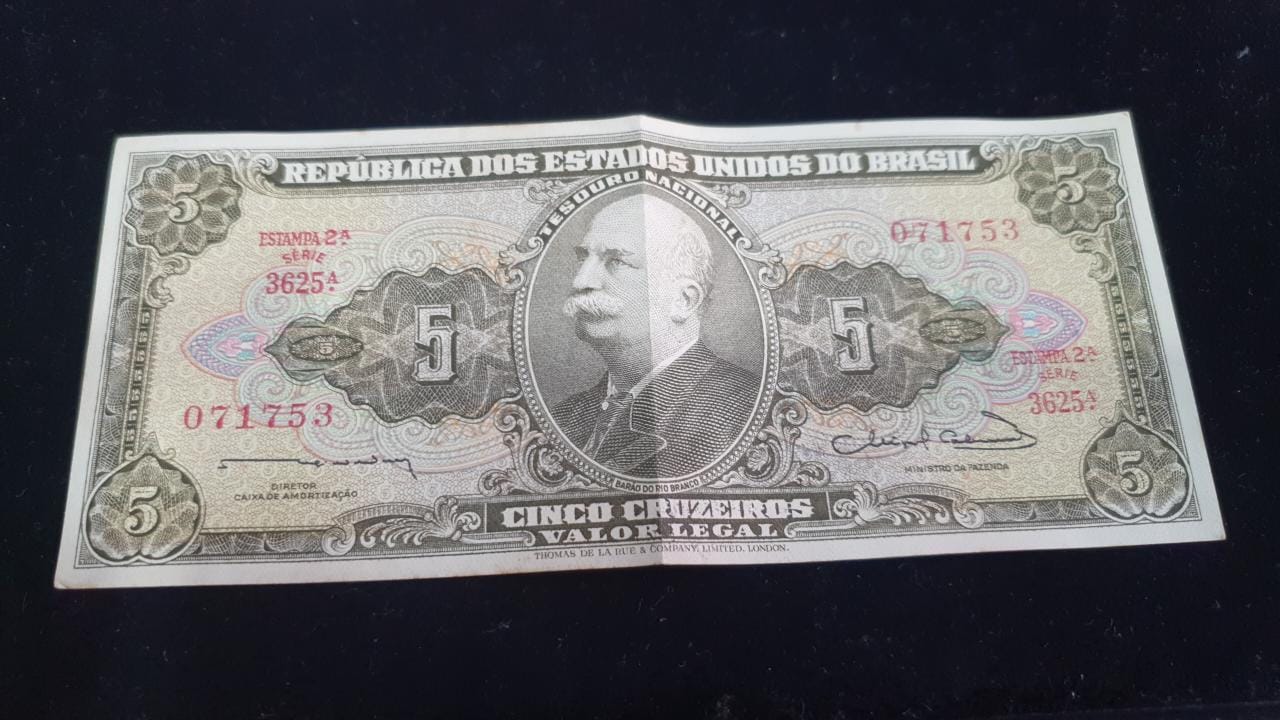 REPÚBLICA DOS ESTADOS UNIDOS DO BRASIL
TESOURO NACIONAL
5
5
ESTAMPA 2ª
SÉRIE
3625ª
071753
5
5
ESTAMPA 2ª
SÉRIE
3625ª
071753
DIRETOR
CAIXA DE AMORTIZAÇÃO
MINISTRO DA FAZENDA
BARÃO DO RIO BRANCO
5
5
CINCO CRUZEIROS
VALOR LEGAL
THOMAS DE LA RUE & COMPANY, LIMITED, LONDON.